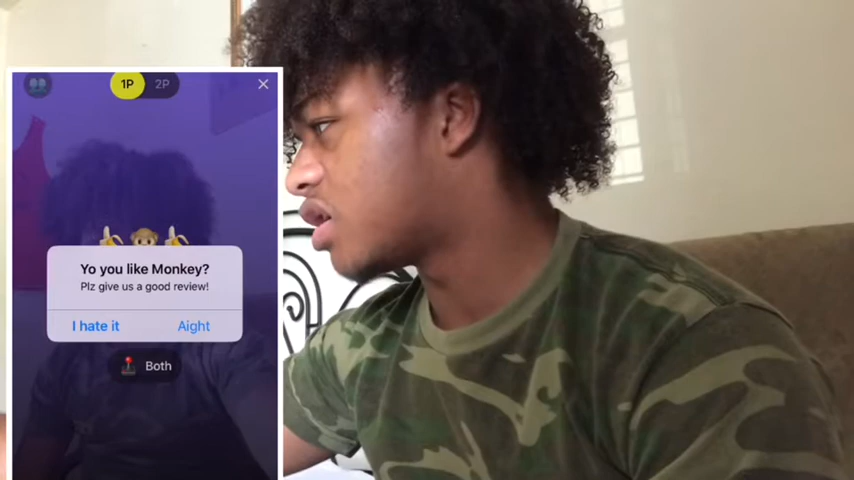 1P 2P
Yo you like Monkey?
Plz give us a good review!
I hate it Aight
Both